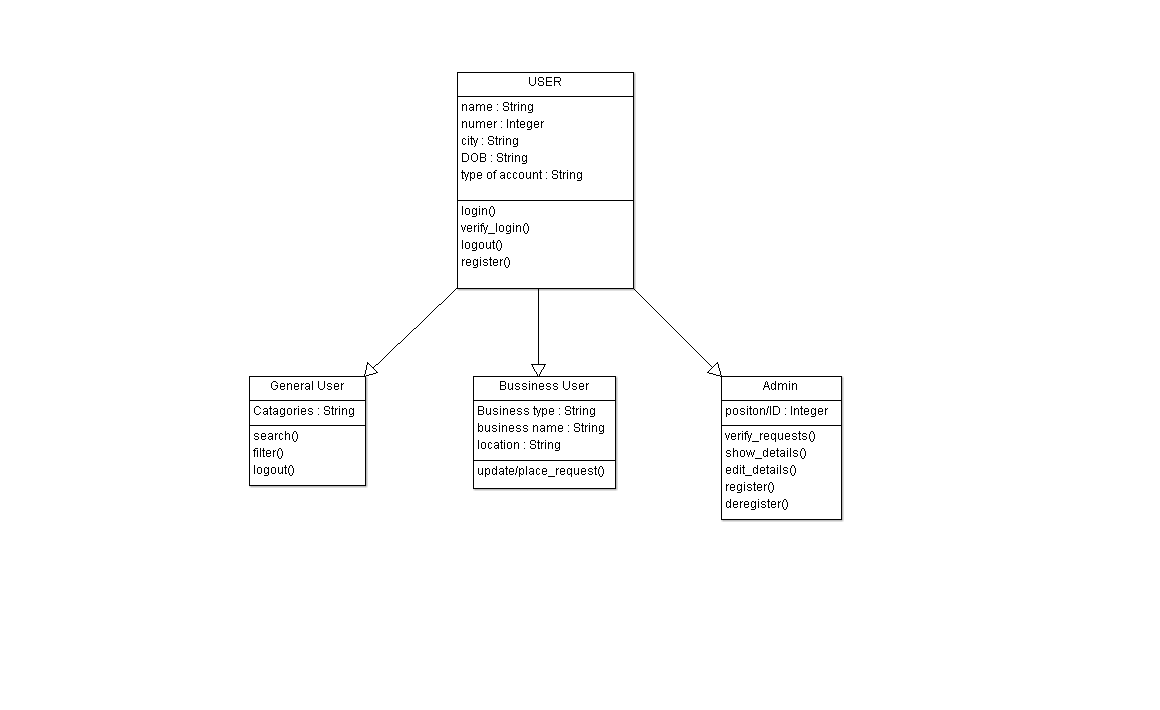 USER
name : String
numer : Integer
city : String
DOB : String
type of account : String
login()
verify_login()
logout()
register()
General User
Catagories : String
search()
filter()
logout()
Bussiness User
Business type : String
business name : String
location : String
update/place_request()
Admin
positon/ID : Integer
verify_requests()
show_details()
edit_details()
register()
deregister()